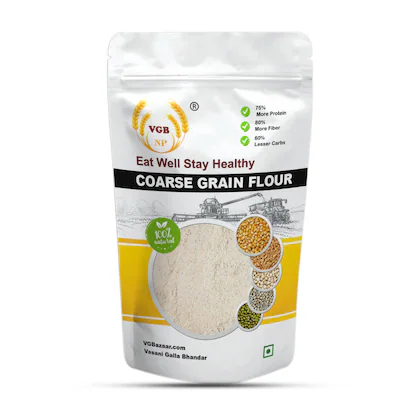 ®
VGB
NP
75%
More Protein
80%
More Fiber
60%
Lesser Carbs
Eat Well Stay Healthy
COARSE GRAIN FLOUR
100%
natural
VGBazaar.com
Vasani Galla Bhandar